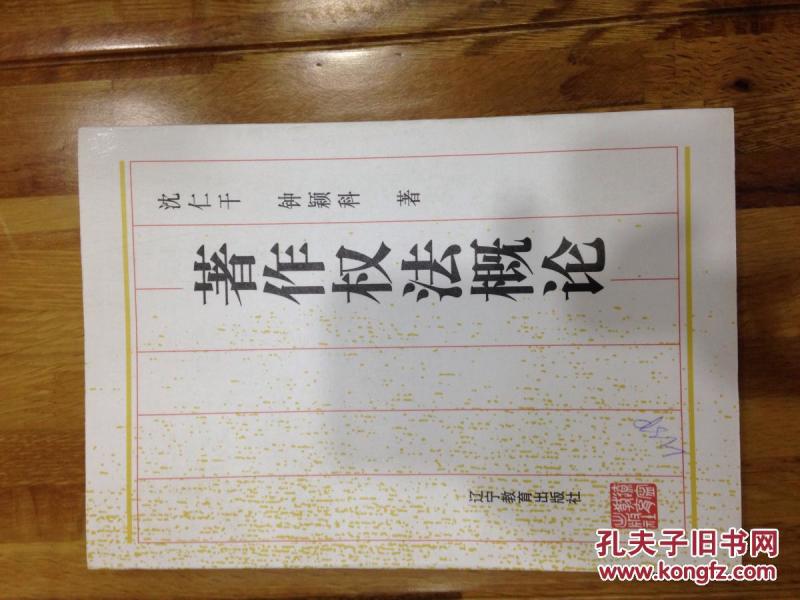 沈仁干 钟颖科 著
著作权法概论
辽宁教育出版社
孔夫子旧书网
www.kongfz.com